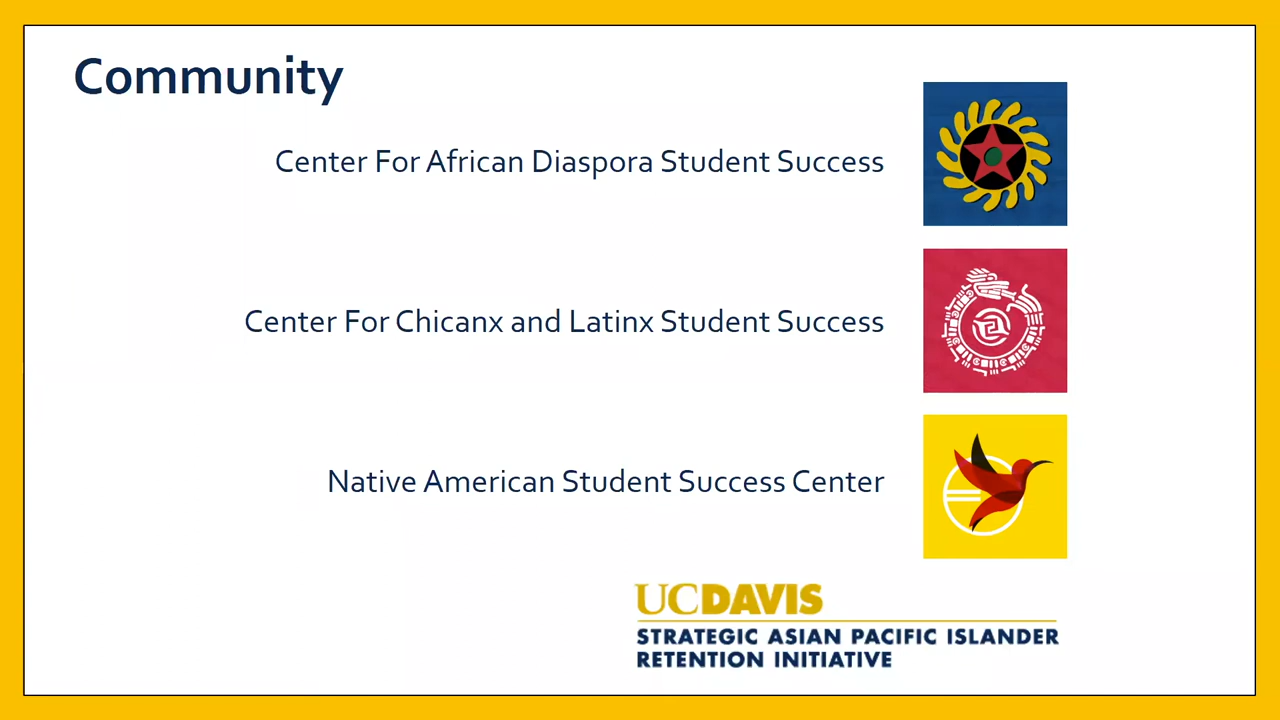 Community
Center For African Diaspora Student Success
Center For Chicanx and Latinx Student Success
Native American Student Success Center
UCDAVIS
STRATEGIC ASIAN PACIFIC ISLANDER
RETENTION INITIATIVE